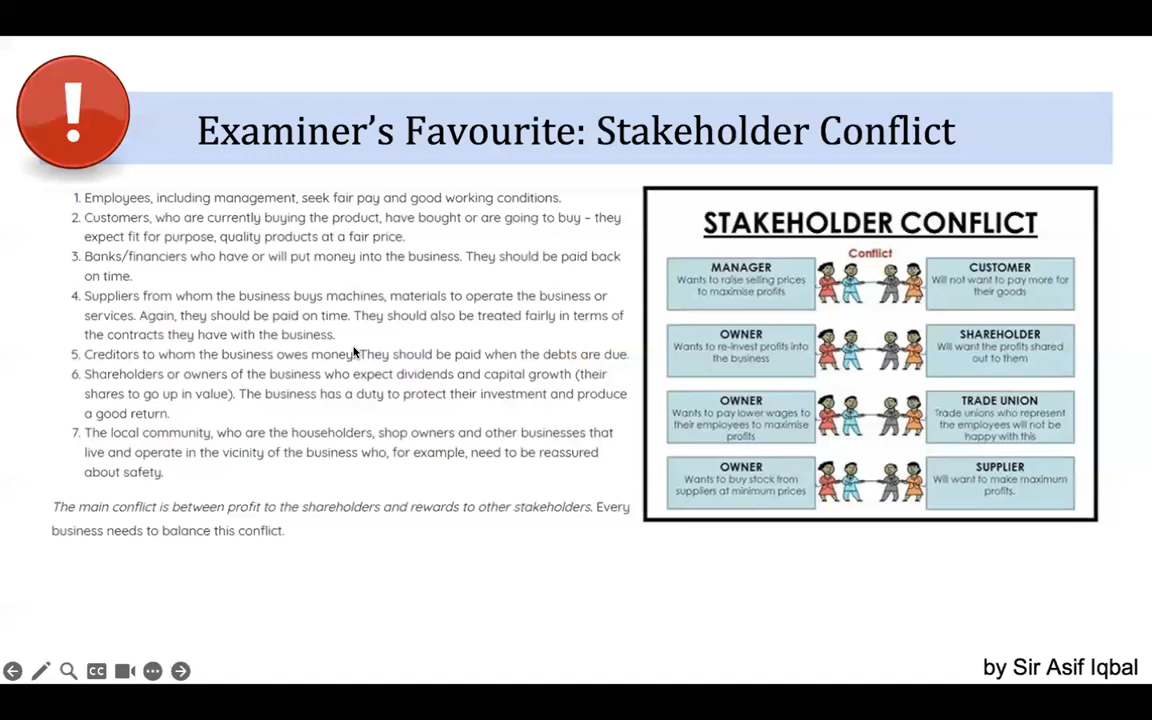 !
Examiner's Favourite: Stakeholder Conflict
1. Employees, including management, seek fair pay and good working conditions.
2. Customers, who are currently buying the product, have bought or are going to buy – they
expect fit for purpose, quality products at a fair price.
3. Banks/financiers who have or will put money into the business. They should be paid back
on time.
4. Suppliers from whom the business buys machines, materials to operate the business or
services. Again, they should be paid on time. They should also be treated fairly in terms of
the contracts they have with the business.
5. Creditors to whom the business owes money. They should be paid when the debts are due.
6. Shareholders or owners of the business who expect dividends and capital growth (their
shares to go up in value). The business has a duty to protect their investment and produce
a good return.
7. The local community, who are the householders, shop owners and other businesses that
live and operate in the vicinity of the business who, for example, need to be reassured
about safety.
The main conflict is between profit to the shareholders and rewards to other stakeholders. Every
business needs to balance this conflict.
STAKEHOLDER CONFLICT
Conflict
MANAGER
Wants to raise selling prices
to maximise profits
CUSTOMER
Will not want to pay more for
their goods
OWNER
Wants to re-invest profits into
the business
SHAREHOLDER
Will want the profits shared
out to them
OWNER
Wants to pay lower wages to
their employees to maximise
profits
TRADE UNION
Trade unions who represent
the employees will not be
happy with this
OWNER
Wants to buy stock from
suppliers at minimum prices
SUPPLIER
Will want to make maximum
profits.
CC
by Sir Asif Iqbal